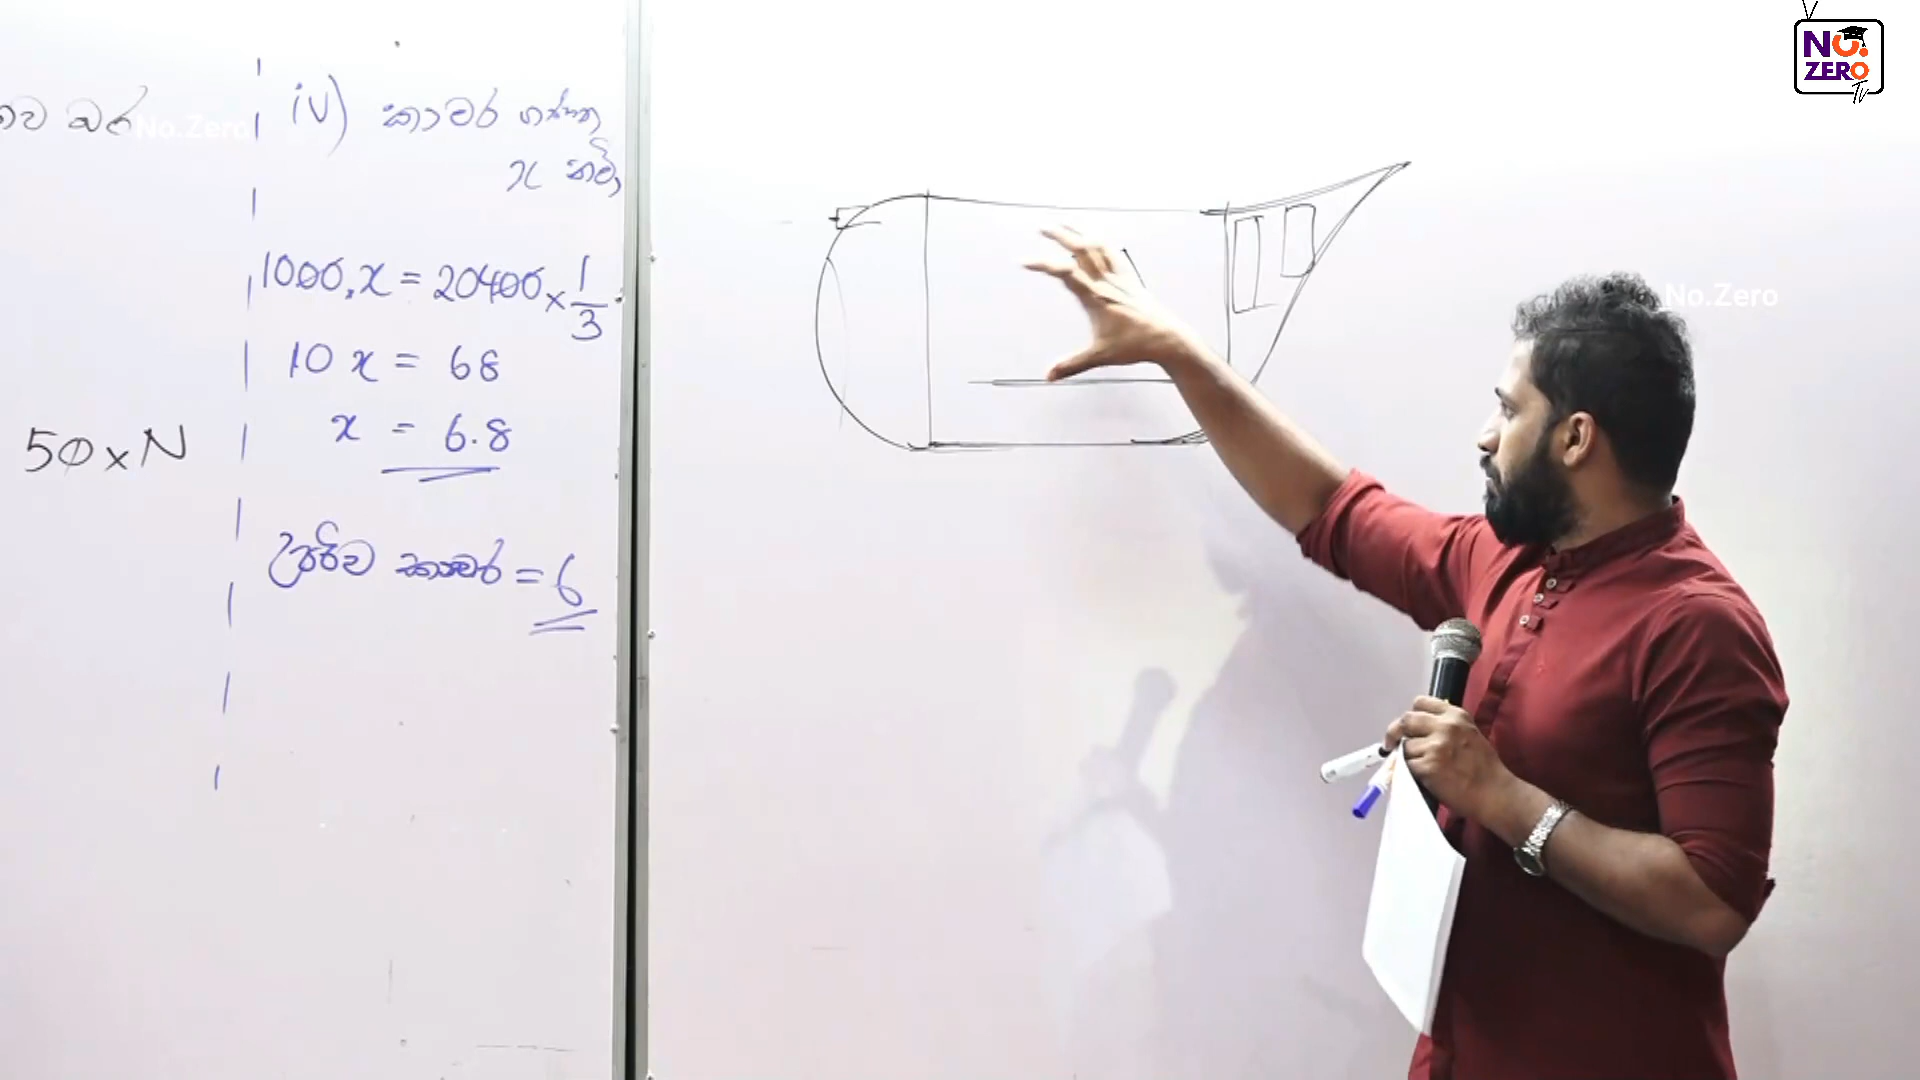 NO.
ZERO
TV
No.Zero
No.Zero
iv) කාමර ගණන
x නම්,
1000.x = 20400 × 1/3
10 x = 68
x = 6.8
උපරිම කාමර = 6
50 × N